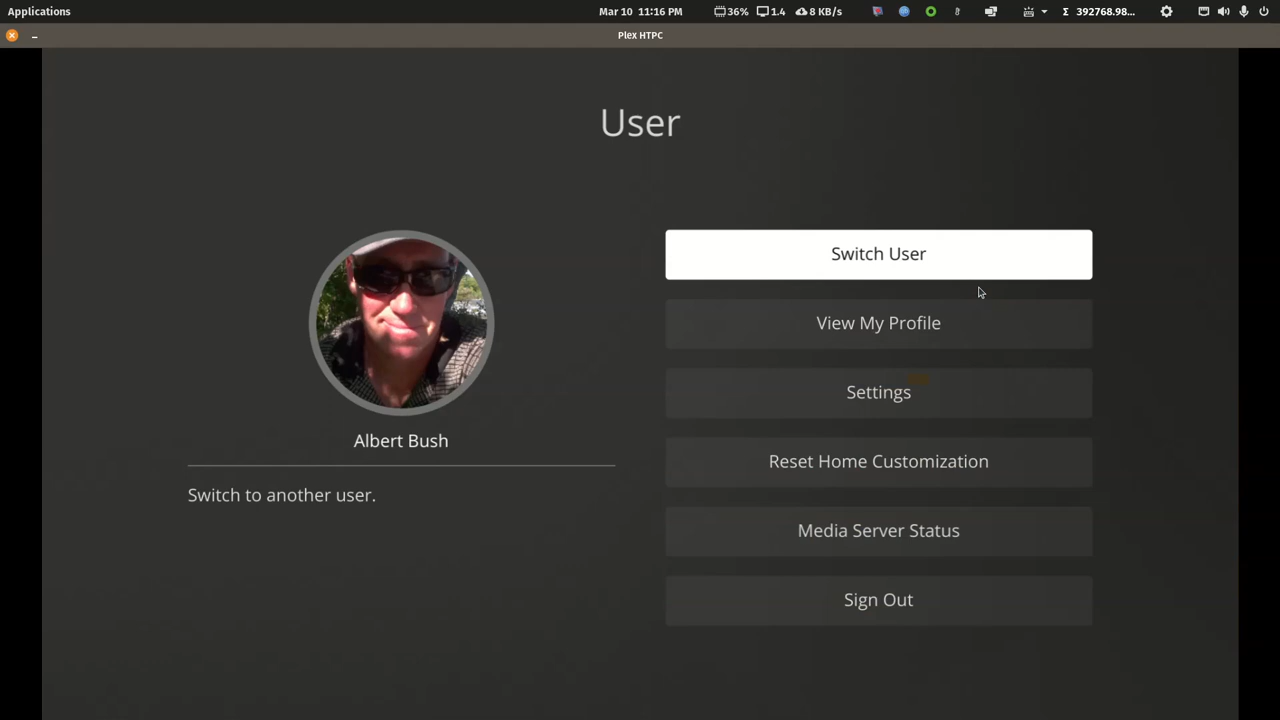 Applications
Mar 10 11:16 PM
36%
1.4
8 KB/s
Σ 392768.98...
Plex HTPC
User
Switch User
View My Profile
Settings
Reset Home Customization
Media Server Status
Sign Out
Albert Bush
Switch to another user.